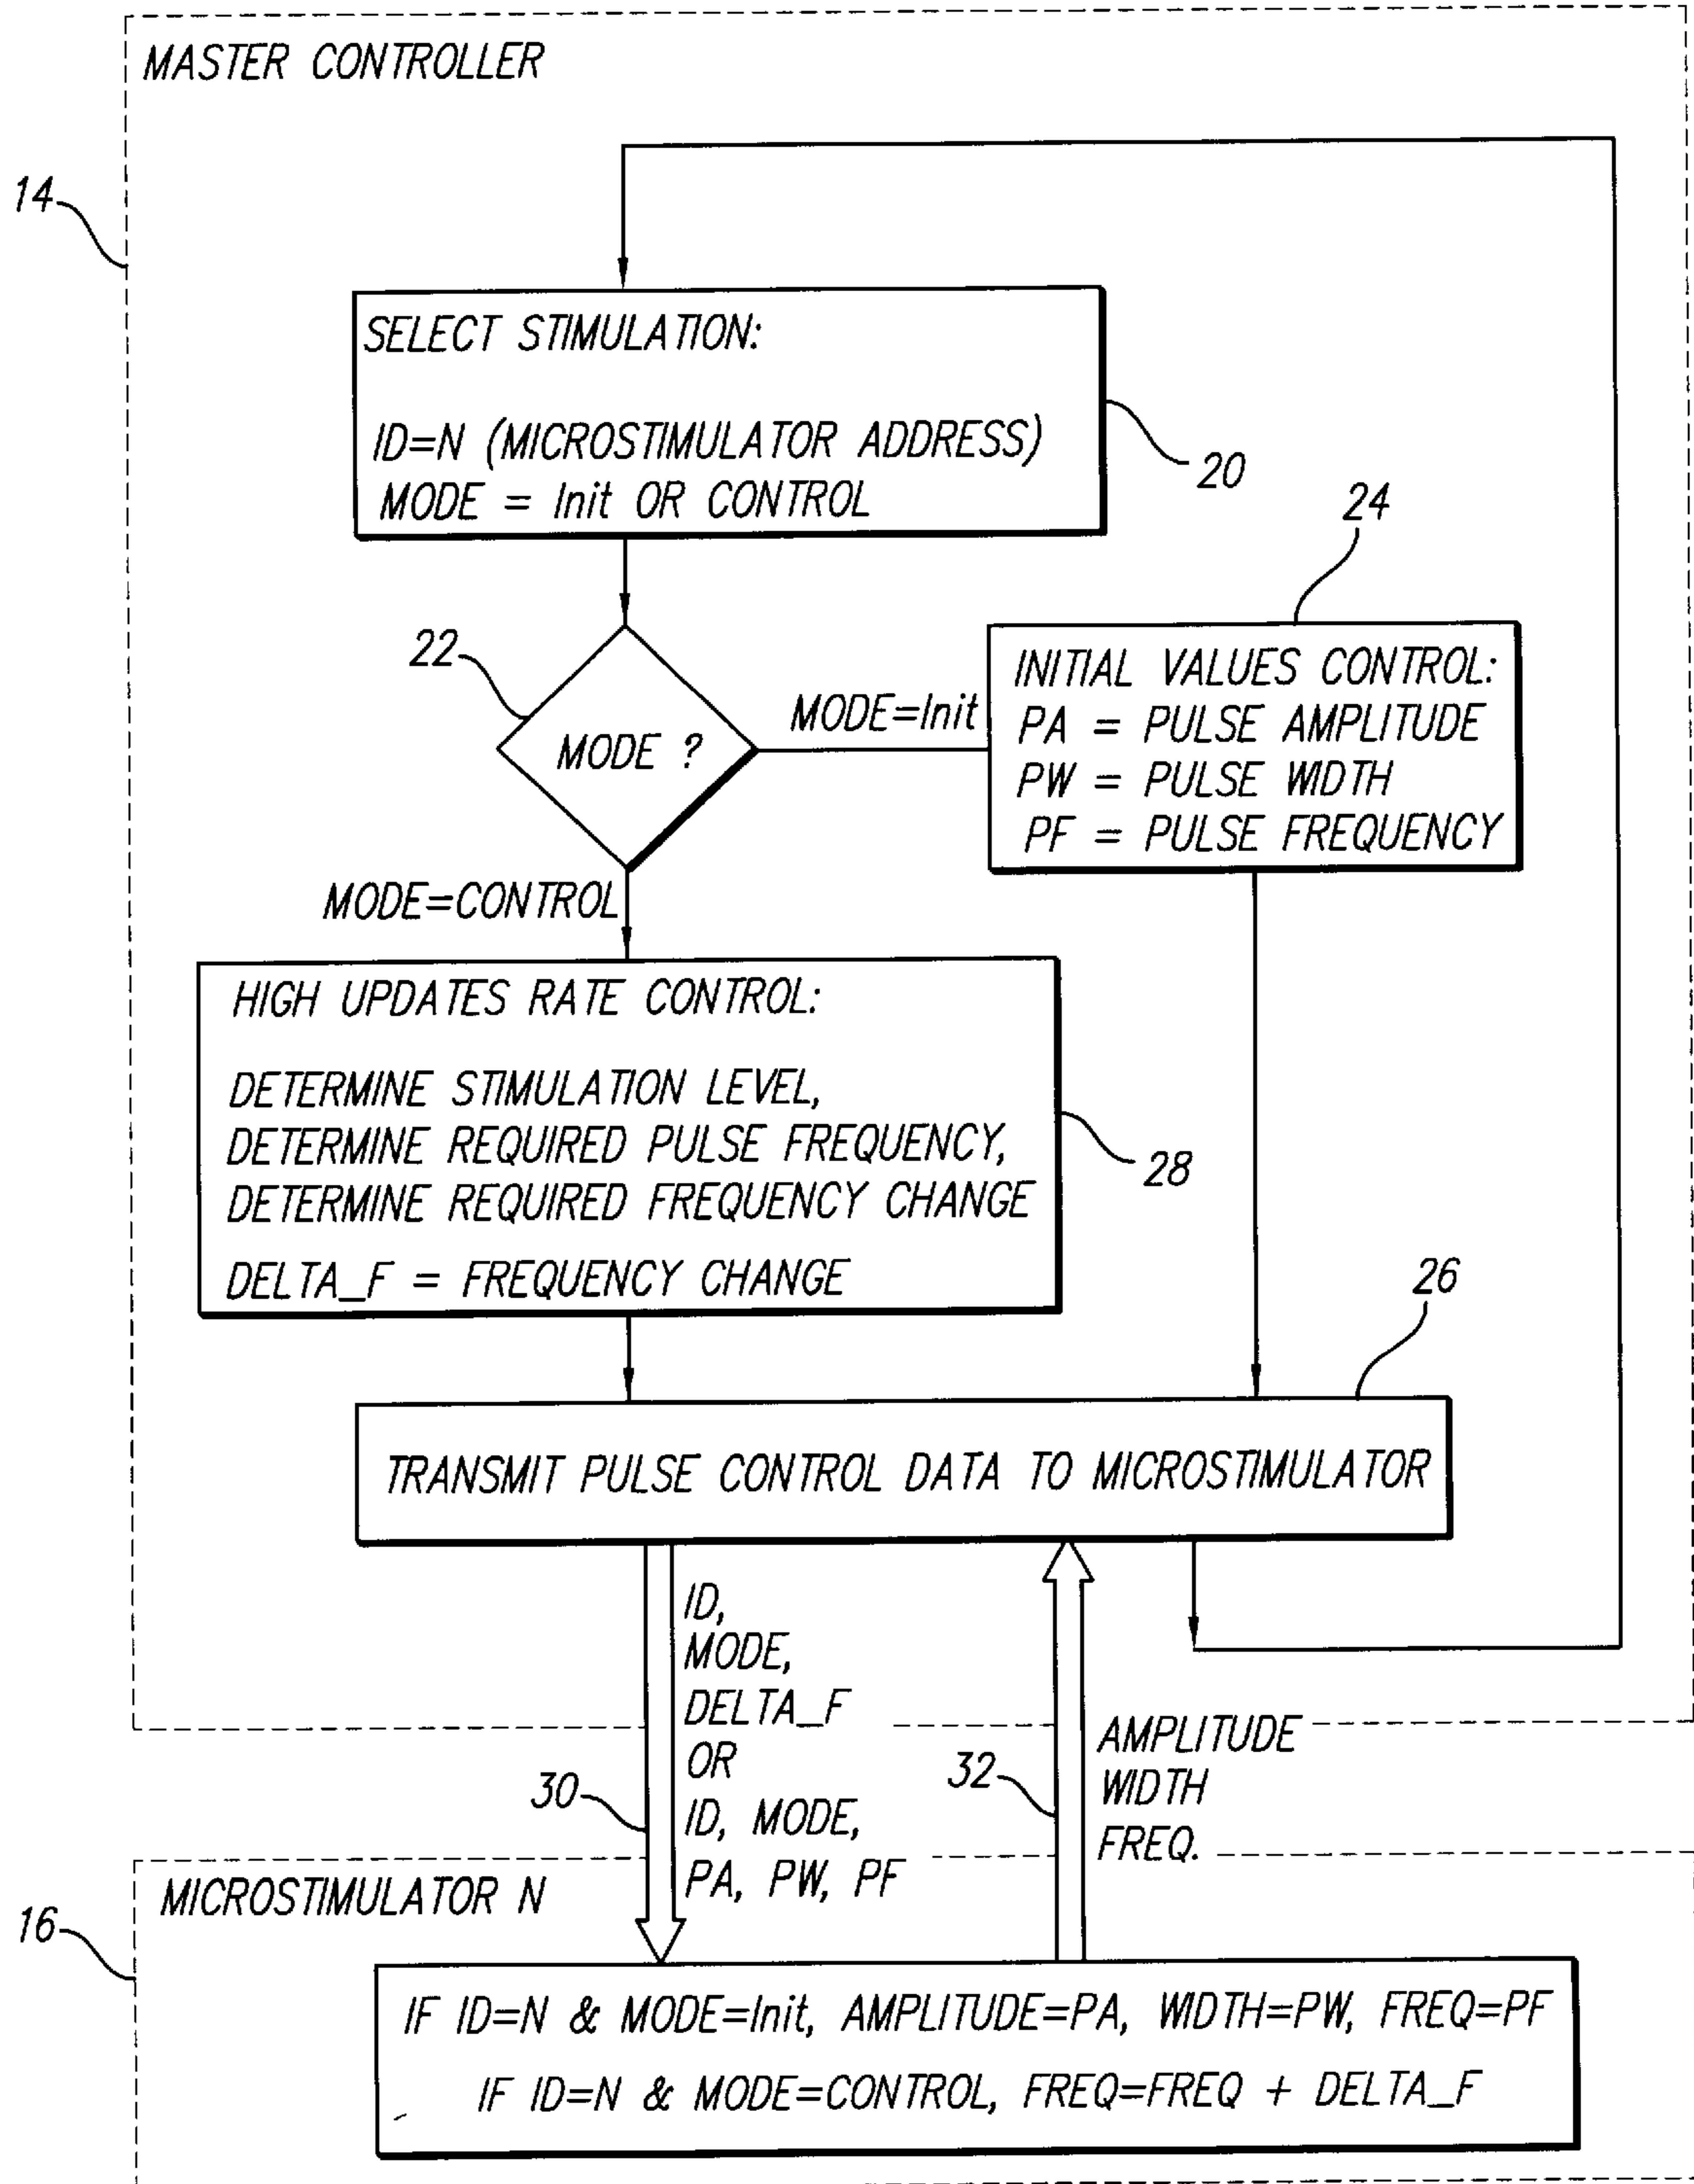 MASTER CONTROLLER
14
SELECT STIMULATION:
ID=N (MICROSTIMULATOR ADDRESS)
MODE = Init OR CONTROL
20
22
MODE ?
MODE=Init
24
INITIAL VALUES CONTROL:
PA = PULSE AMPLITUDE
PW = PULSE WIDTH
PF = PULSE FREQUENCY
MODE=CONTROL
HIGH UPDATES RATE CONTROL:
DETERMINE STIMULATION LEVEL,
DETERMINE REQUIRED PULSE FREQUENCY,
DETERMINE REQUIRED FREQUENCY CHANGE
DELTA_F = FREQUENCY CHANGE
28
26
TRANSMIT PULSE CONTROL DATA TO MICROSTIMULATOR
30
ID,
MODE,
DELTA_F
OR
ID, MODE,
PA, PW, PF
32
AMPLITUDE
WIDTH
FREQ.
16
MICROSTIMULATOR N
IF ID=N & MODE=Init, AMPLITUDE=PA, WIDTH=PW, FREQ=PF
IF ID=N & MODE=CONTROL, FREQ=FREQ + DELTA_F